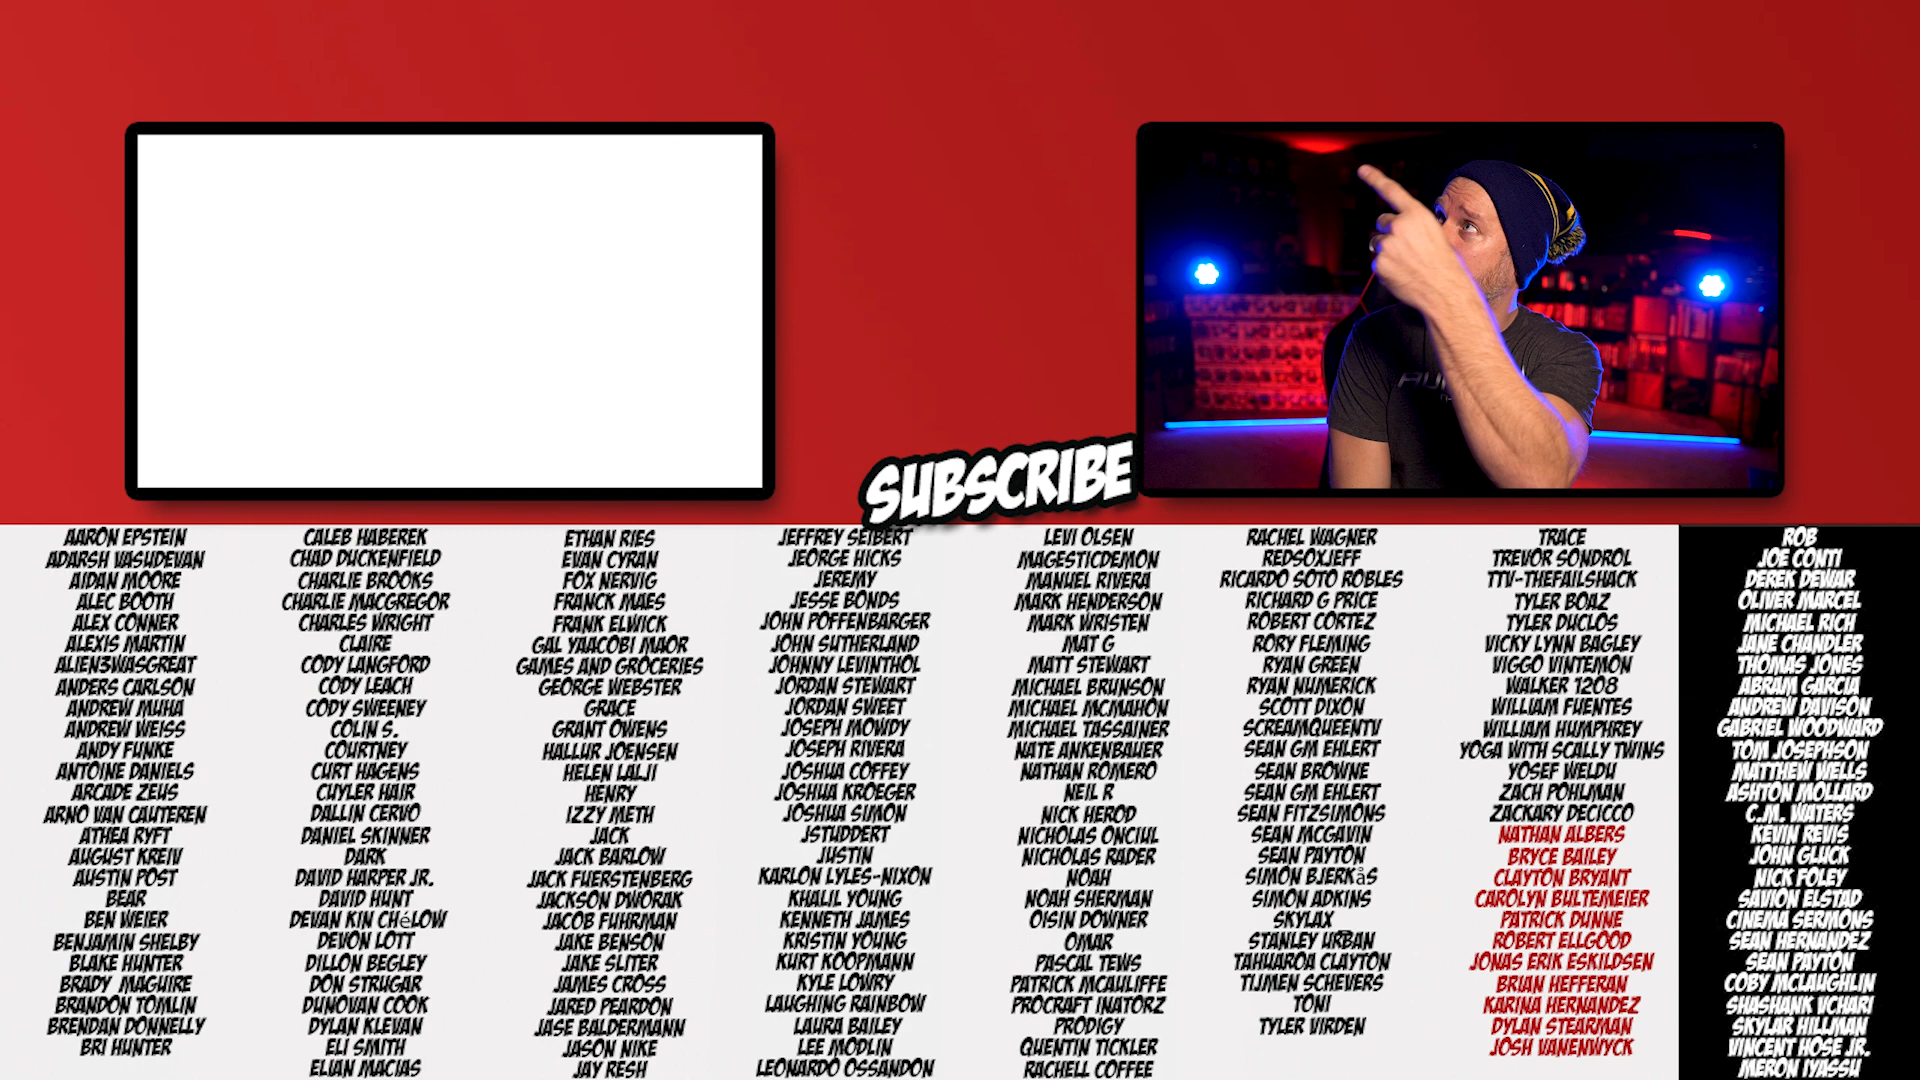 SUBSCRIBE
AARON EPSTEIN
ADARSH VASUDEVAN
AIDAN MOORE
ALEC BOOTH
ALEX CONNER
ALEXIS MARTIN
ALIEN3WASGREAT
ANDERS CARLSON
ANDREW MUHA
ANDREW WEISS
ANDY FUNKE
ANTOINE DANIELS
ARCADE ZEUS
ARNO VAN CAUTEREN
ATHEA RYFT
AUGUST KREIV
AUSTIN POST
BEAR
BEN WEIER
BENJAMIN SHELBY
BLAKE HUNTER
BRADY MAGUIRE
BRANDON TOMLIN
BRENDAN DONNELLY
BRI HUNTER
CALEB HABEREK
CHAD DUCKENFIELD
CHARLIE BROOKS
CHARLIE MACGREGOR
CHARLES WRIGHT
CLAIRE
CODY LANGFORD
CODY LEACH
CODY SWEENEY
COLIN S.
COURTNEY
CURT HAGENS
CUYLER HAIR
DALLIN CERVO
DANIEL SKINNER
DARK
DAVID HARPER JR.
DAVID HUNT
DEVAN KIN CHéLOW
DEVON LOTT
DILLON BEGLEY
DON STRUGAR
DUNOVAN COOK
DYLAN KLEVAN
ELI SMITH
ELIAN MACIAS
ETHAN RIES
EVAN CYRAN
FOX NERVIG
FRANCK MAES
FRANK ELWICK
GAL YAACOBI MAOR
GAMES AND GROCERIES
GEORGE WEBSTER
GRACE
GRANT OWENS
HALLUR JOENSEN
HELEN LALJI
HENRY
IZZY METH
JACK
JACK BARLOW
JACK FUERSTENBERG
JACKSON DWORAK
JACOB FUHRMAN
JAKE BENSON
JAKE SLITER
JAMES CROSS
JARED PEARDON
JASE BALDERMANN
JASON NIKE
JAY RESH
JEFFREY SEIBERT
JEORGE HICKS
JEREMY
JESSE BONDS
JOHN POFFENBARGER
JOHN SUTHERLAND
JOHNNY LEVINTHOL
JORDAN STEWART
JORDAN SWEET
JOSEPH MOWDY
JOSEPH RIVERA
JOSHUA COFFEY
JOSHUA KROEGER
JOSHUA SIMON
JSTUDDERT
JUSTIN
KARLON LYLES-NIXON
KHALIL YOUNG
KENNETH JAMES
KRISTIN YOUNG
KURT KOOPMANN
KYLE LOWRY
LAUGHING RAINBOW
LAURA BAILEY
LEE MODLIN
LEONARDO OSSANDON
LEVI OLSEN
MAGESTICDEMON
MANUEL RIVERA
MARK HENDERSON
MARK WRISTEN
MAT G
MATT STEWART
MICHAEL BRUNSON
MICHAEL MCMAHON
MICHAEL TASSAINER
NATE ANKENBAUER
NATHAN ROMERO
NEIL R
NICK HEROD
NICHOLAS ONCIUL
NICHOLAS RADER
NOAH
NOAH SHERMAN
OISIN DOWNER
OMAR
PASCAL TEWS
PATRICK MCAULIFFE
PROCRAFT INATORZ
PRODIGY
QUENTIN TICKLER
RACHELL COFFEE
RACHEL WAGNER
REDSOXJEFF
RICARDO SOTO ROBLES
RICHARD G PRICE
ROBERT CORTEZ
RORY FLEMING
RYAN GREEN
RYAN NUMERICK
SCOTT DIXON
SCREAMQUEENTV
SEAN GM EHLERT
SEAN BROWNE
SEAN GM EHLERT
SEAN FITZSIMONS
SEAN MCGAVIN
SEAN PAYTON
SIMON BJERKåS
SIMON ADKINS
SKYLAX
STANLEY URBAN
TAHUAROA CLAYTON
TIJMEN SCHEVERS
TONI
TYLER VIRDEN
TRACE
TREVOR SONDROL
TTV-THEFAILSHACK
TYLER BOAZ
TYLER DUCLOS
VICKY LYNN BAGLEY
VIGGO VINTEMON
WALKER 1208
WILLIAM FUENTES
WILLIAM HUMPHREY
YOGA WITH SCALLY TWINS
YOSEF WELDU
ZACH POHLMAN
ZACKARY DECICCO
NATHAN ALBERS
BRYCE BAILEY
CLAYTON BRYANT
CAROLYN BULTEMEIER
PATRICK DUNNE
ROBERT ELLGOOD
JONAS ERIK ESKILDSEN
BRIAN HEFFERAN
KARINA HERNANDEZ
DYLAN STEARMAN
JOSH VANENWYCK
ROB
JOE CONTI
DEREK DEWAR
OLIVER MARCEL
MICHAEL RICH
JANE CHANDLER
THOMAS JONES
ABRAM GARCIA
ANDREW DAVISON
GABRIEL WOODWARD
TOM JOSEPHSON
MATTHEW WELLS
ASHTON MOLLARD
C.M. WATERS
KEVIN REVIS
JOHN GLUCK
NICK FOLEY
SAVION ELSTAD
CINEMA SERMONS
SEAN HERNANDEZ
SEAN PAYTON
COBY MCLAUGHLIN
SHASHANK VCHARI
SKYLAR HILLMAN
VINCENT HOSE JR.
MERON IYASSU